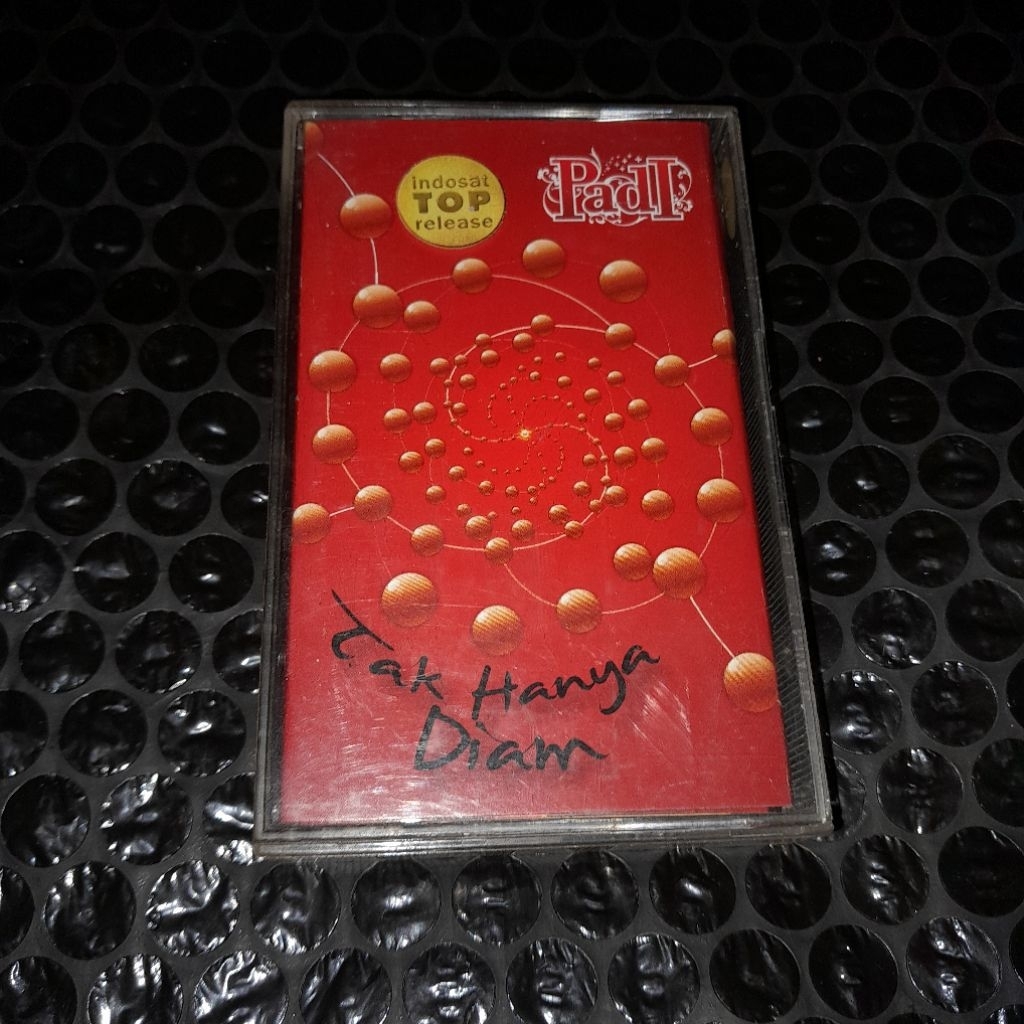 indosat
TOP
release
PadI
Tak Hanya
Diam